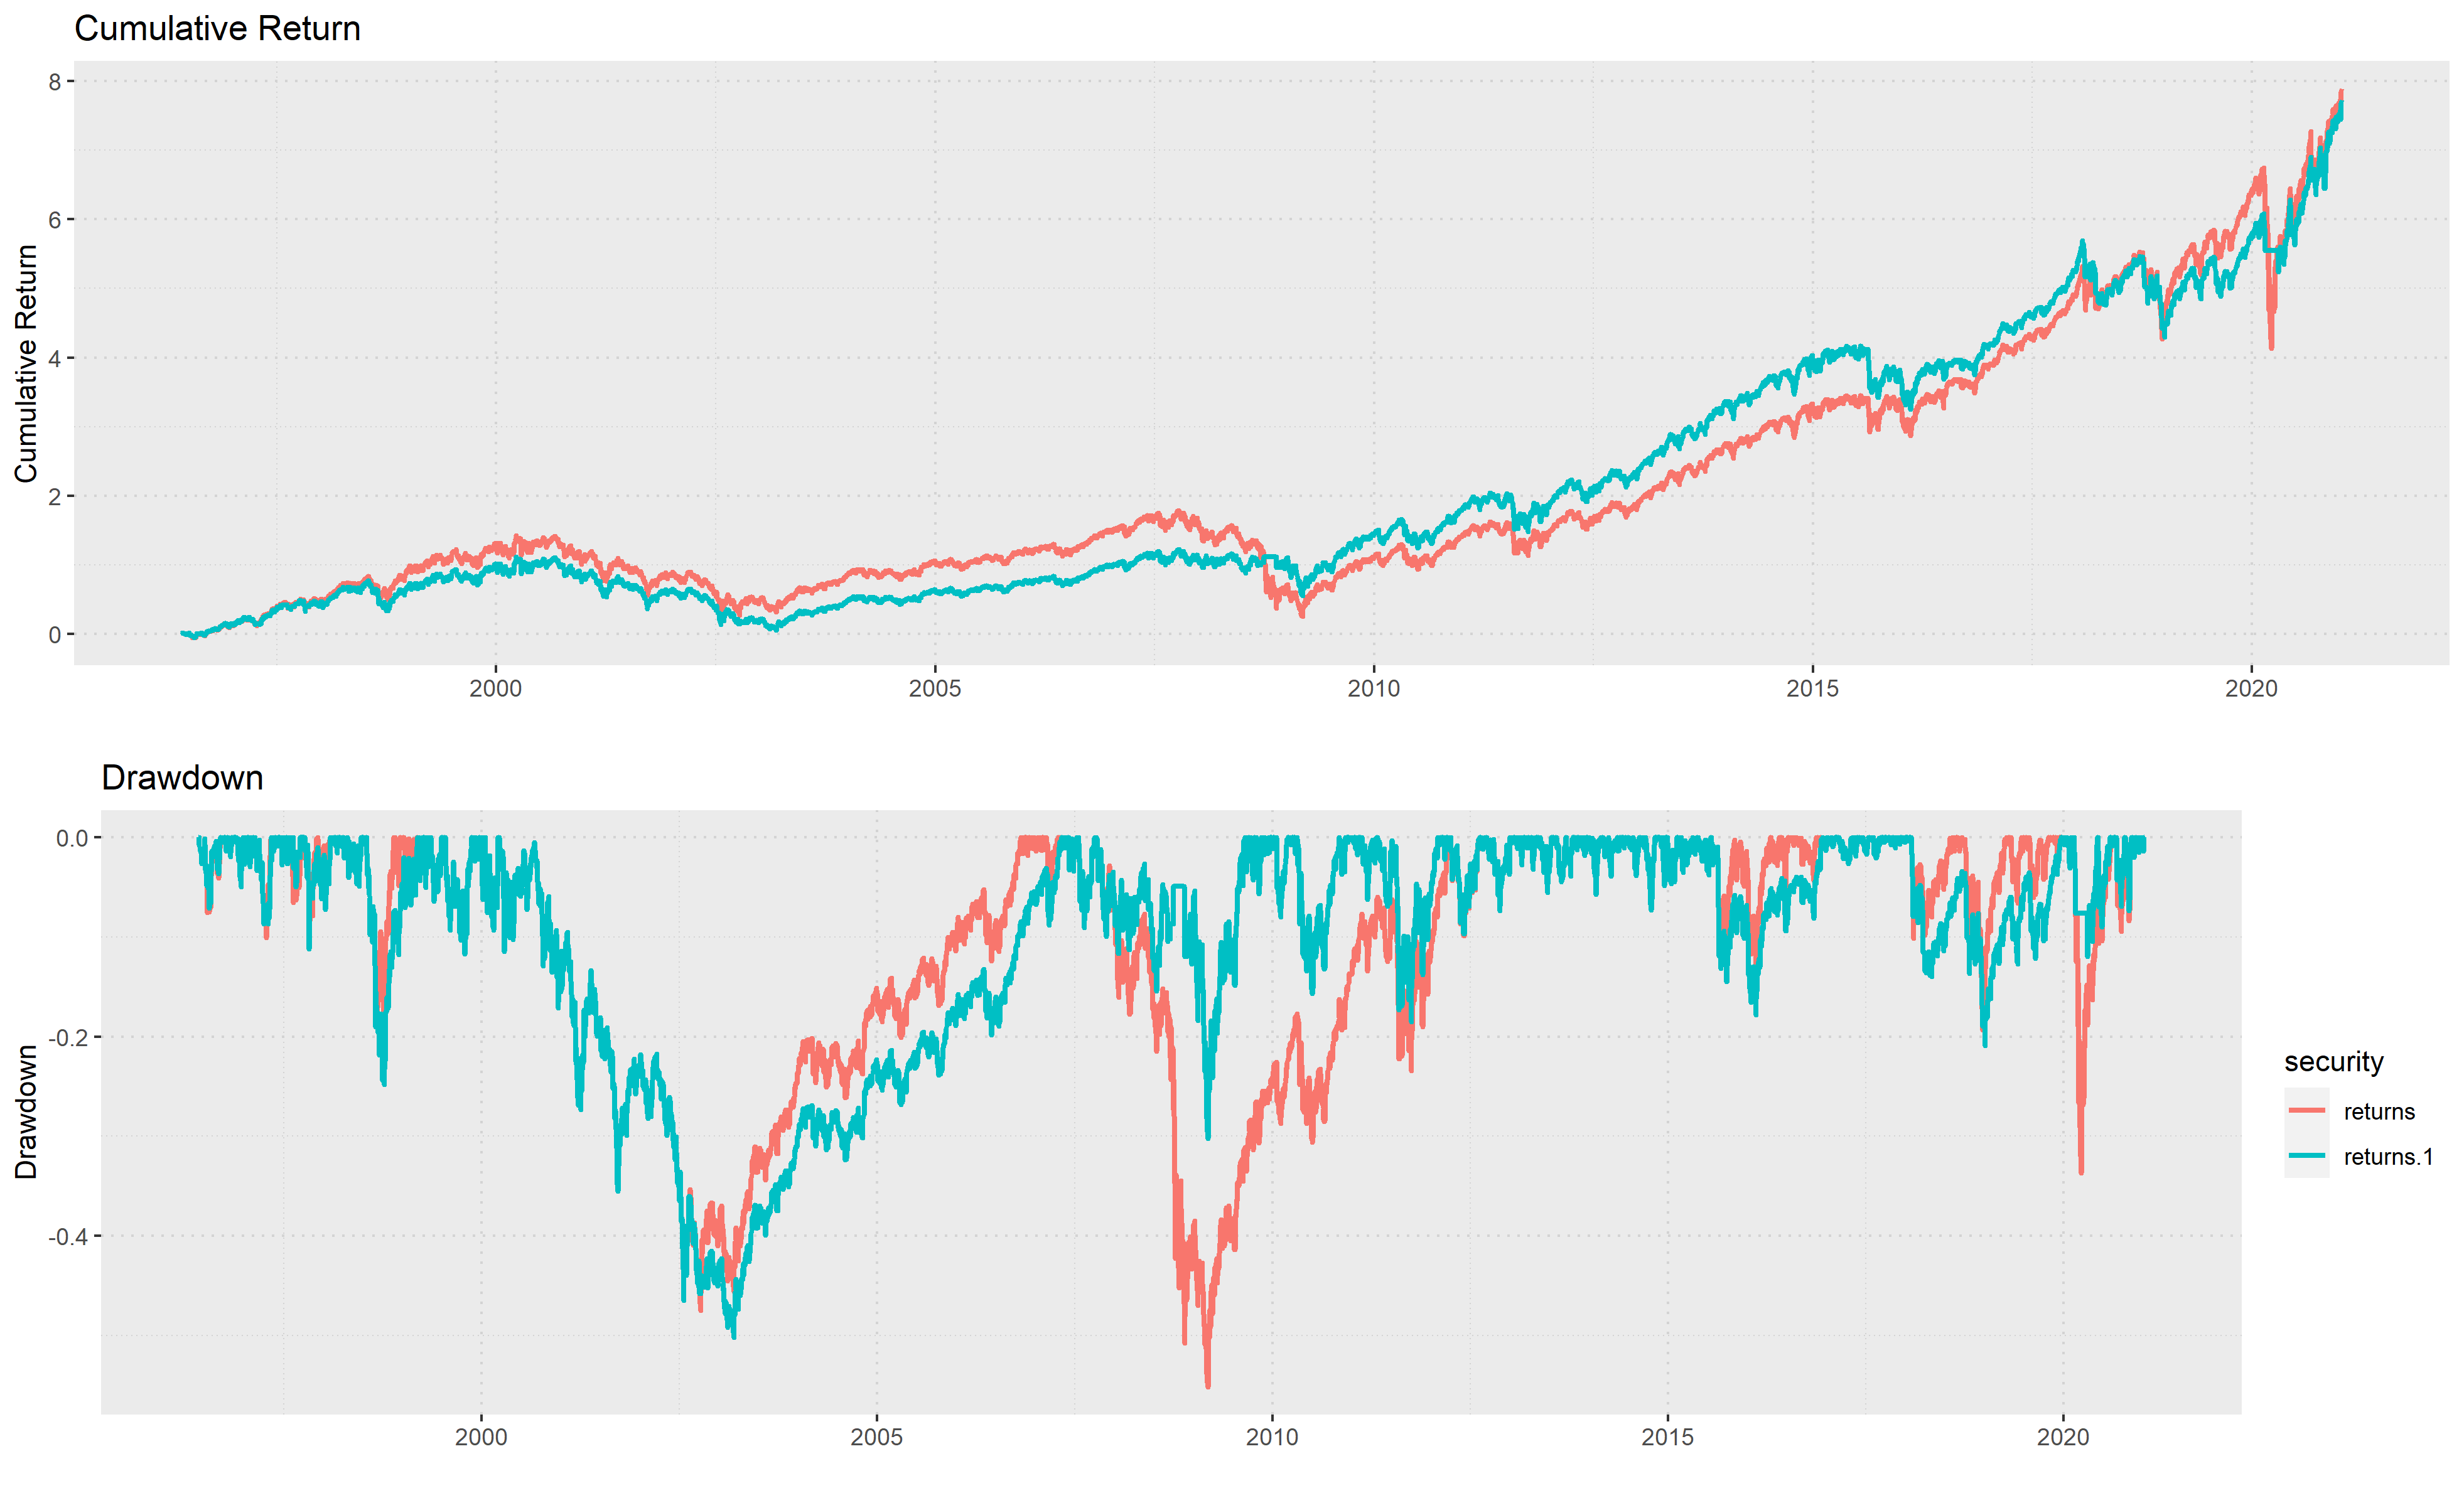 Cumulative Return
Cumulative Return
8
6
4
2
0
2000 2005 2010 2015 2020
Drawdown
Drawdown
0.0
-0.2
-0.4
2000 2005 2010 2015 2020
security
returns
returns.1